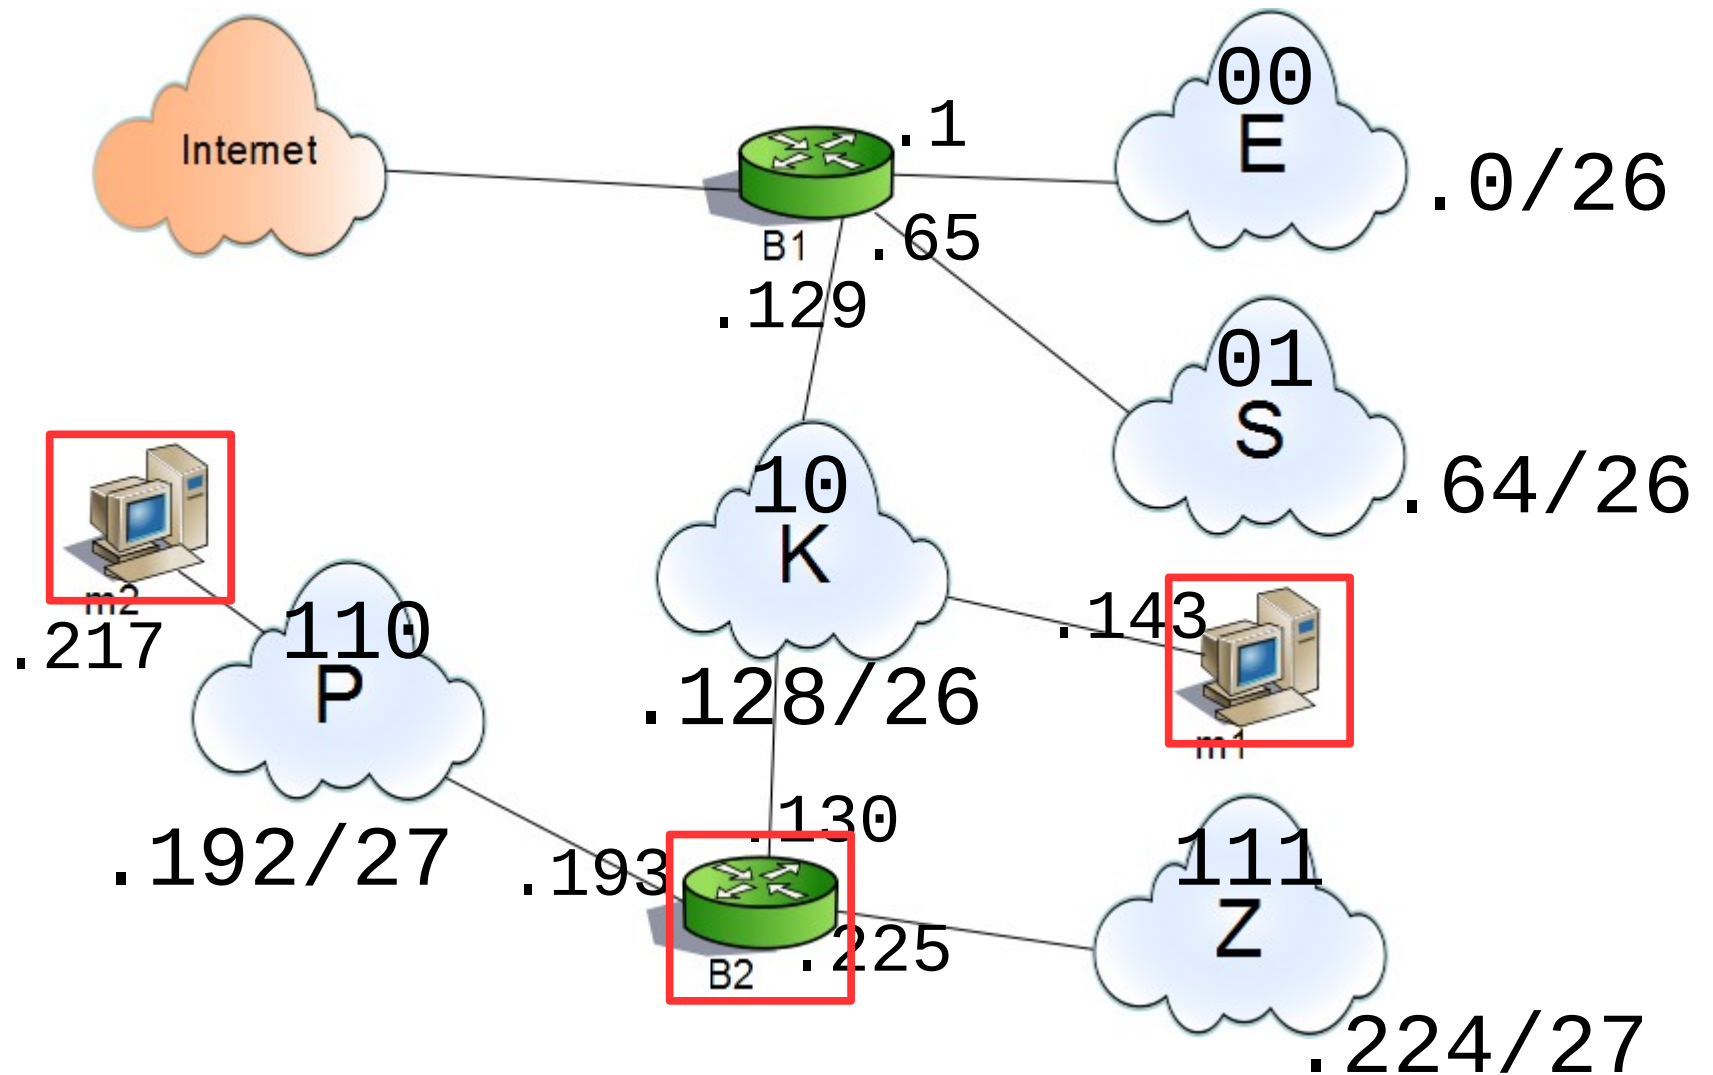 00
.1
Internet
E
.0/26
B1
.65
.129
01
S
10
.64/26
K
m2
.143
110
.217
P
.128/26
m1
.130
.192/27
.193
111
.225
Z
B2
.224/27